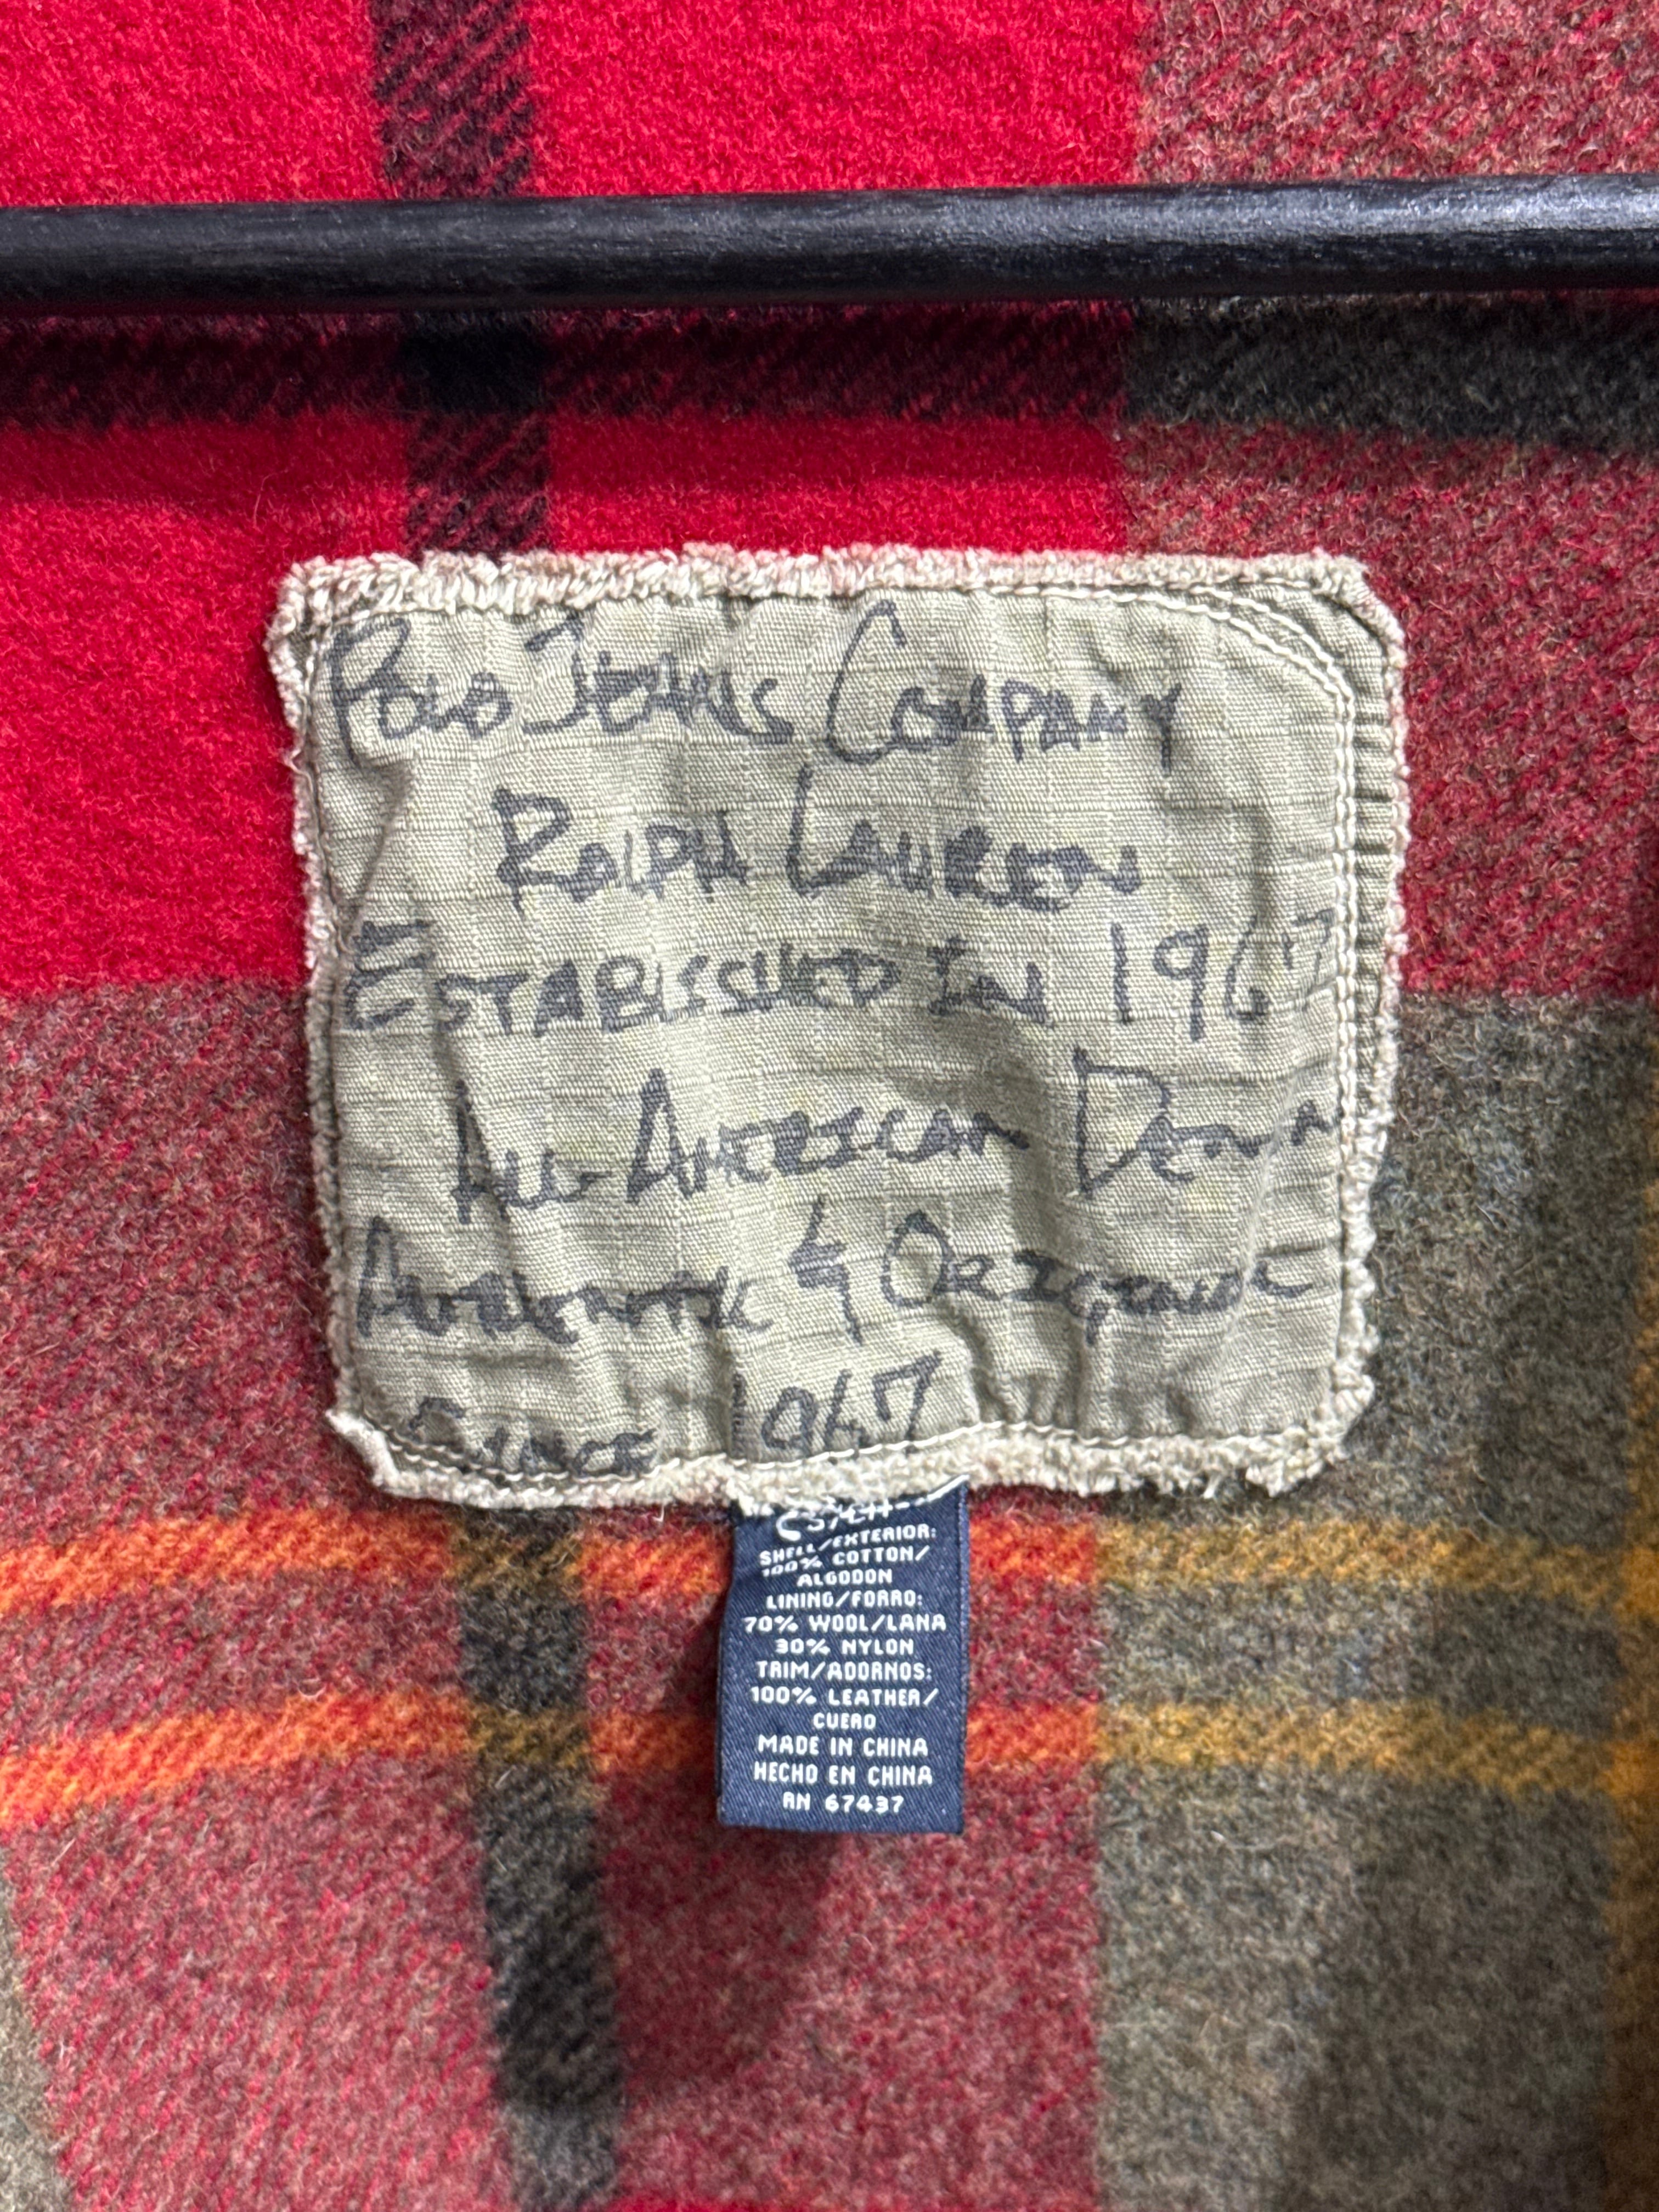 Polo Jeans Company
Ralph Lauren
Established In 1967
All-American Denim
Authentic & Original
Since 1967
SHELL/EXTERIOR:
100% COTTON/
ALGODON
LINING/FORRO:
70% WOOL/LANA
30% NYLON
TRIM/ADORNOS:
100% LEATHER/
CUERO
MADE IN CHINA
HECHO EN CHINA
RN 67437